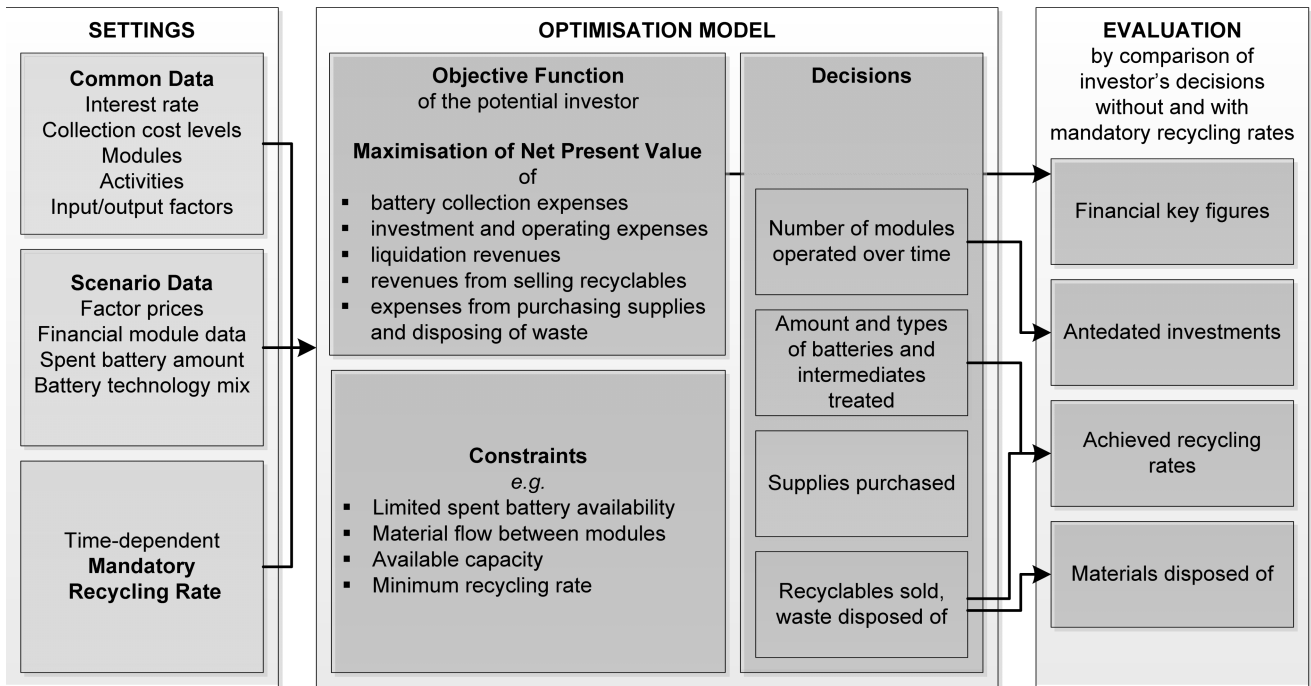 SETTINGS
Common Data
Interest rate
Collection cost levels
Modules
Activities
Input/output factors
Scenario Data
Factor prices
Financial module data
Spent battery amount
Battery technology mix
Time-dependent
Mandatory
Recycling Rate
OPTIMISATION MODEL
Objective Function
of the potential investor
Maximisation of Net Present Value
of
▪ battery collection expenses
▪ investment and operating expenses
▪ liquidation revenues
▪ revenues from selling recyclables
▪ expenses from purchasing supplies
and disposing of waste
Constraints
e.g.
▪ Limited spent battery availability
▪ Material flow between modules
▪ Available capacity
▪ Minimum recycling rate
Decisions
Number of modules
operated over time
Amount and types
of batteries and
intermediates
treated
Supplies purchased
Recyclables sold,
waste disposed of
EVALUATION
by comparison of
investor's decisions
without and with
mandatory recycling rates
Financial key figures
Antedated investments
Achieved recycling
rates
Materials disposed of